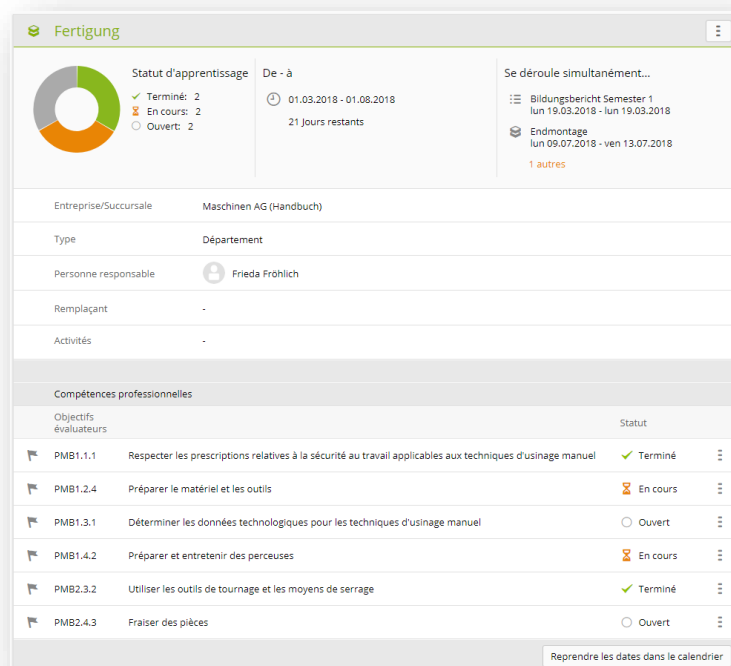 Fertigung
Statut d'apprentissage
Terminé: 2
En cours: 2
Ouvert: 2
De - à
01.03.2018 - 01.08.2018
21 Jours restants
Se déroule simultanément...
Bildungsbericht Semester 1
lun 19.03.2018 - lun 19.03.2018
Endmontage
lun 09.07.2018 - ven 13.07.2018
1 autres
Entreprise/Succursale Maschinen AG (Handbuch)
Type Département
Personne responsable Frieda Fröhlich
Remplaçant -
Activités -
Compétences professionnelles
Objectifs
évaluateurs Statut
PMB1.1.1 Respecter les prescriptions relatives à la sécurité au travail applicables aux techniques d'usinage manuel Terminé
PMB1.2.4 Préparer le matériel et les outils En cours
PMB1.3.1 Déterminer les données technologiques pour les techniques d'usinage manuel Ouvert
PMB1.4.2 Préparer et entretenir des perceuses En cours
PMB2.3.2 Utiliser les outils de tournage et les moyens de serrage Terminé
PMB2.4.3 Fraiser des pièces Ouvert
Reprendre les dates dans le calendrier